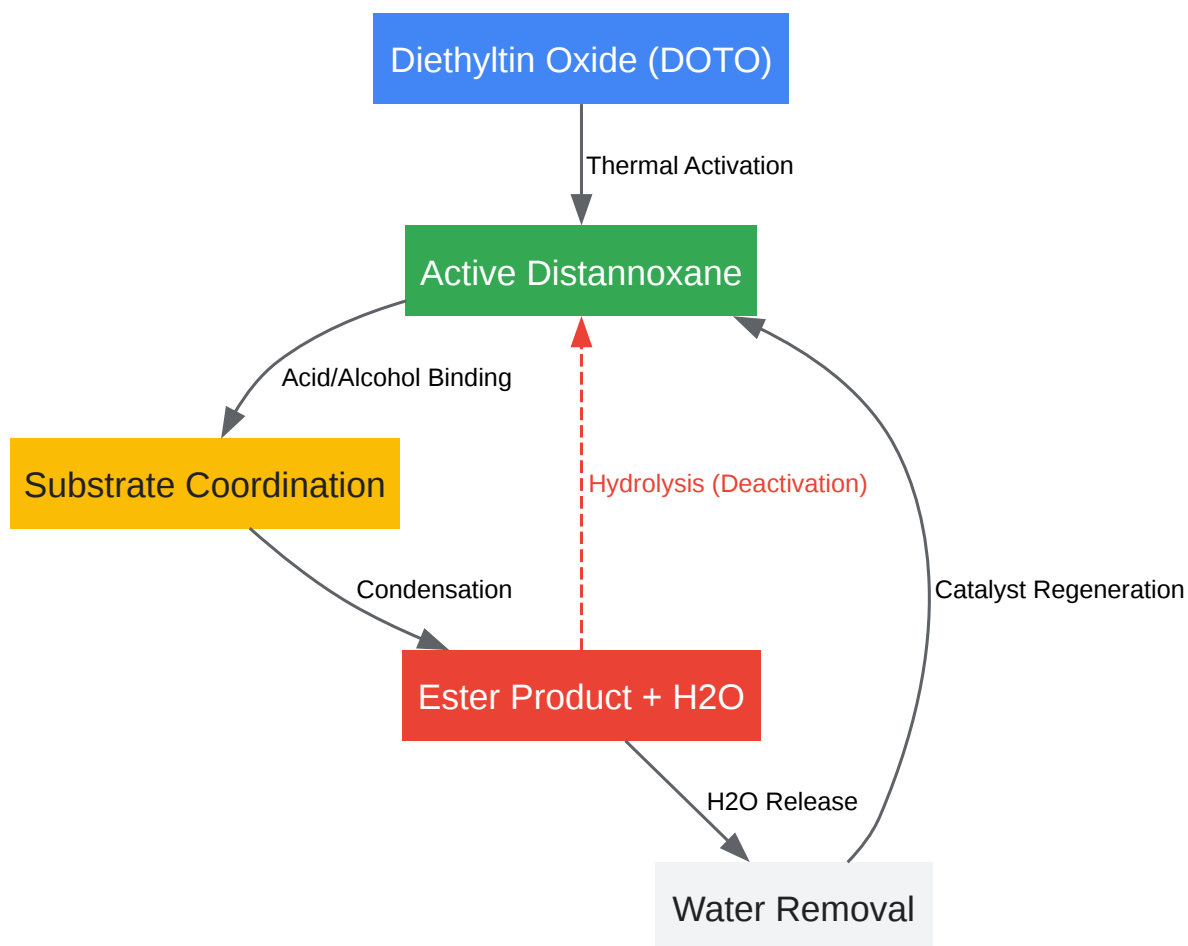 Diethyltin Oxide (DOTO)
Thermal Activation
Active Distannoxane
Acid/Alcohol Binding
Substrate Coordination
Hydrolysis (Deactivation)
Condensation
Catalyst Regeneration
Ester Product + H2O
H2O Release
Water Removal